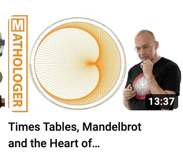 MATHOLOGER
13:37
Times Tables, Mandelbrot
and the Heart of...